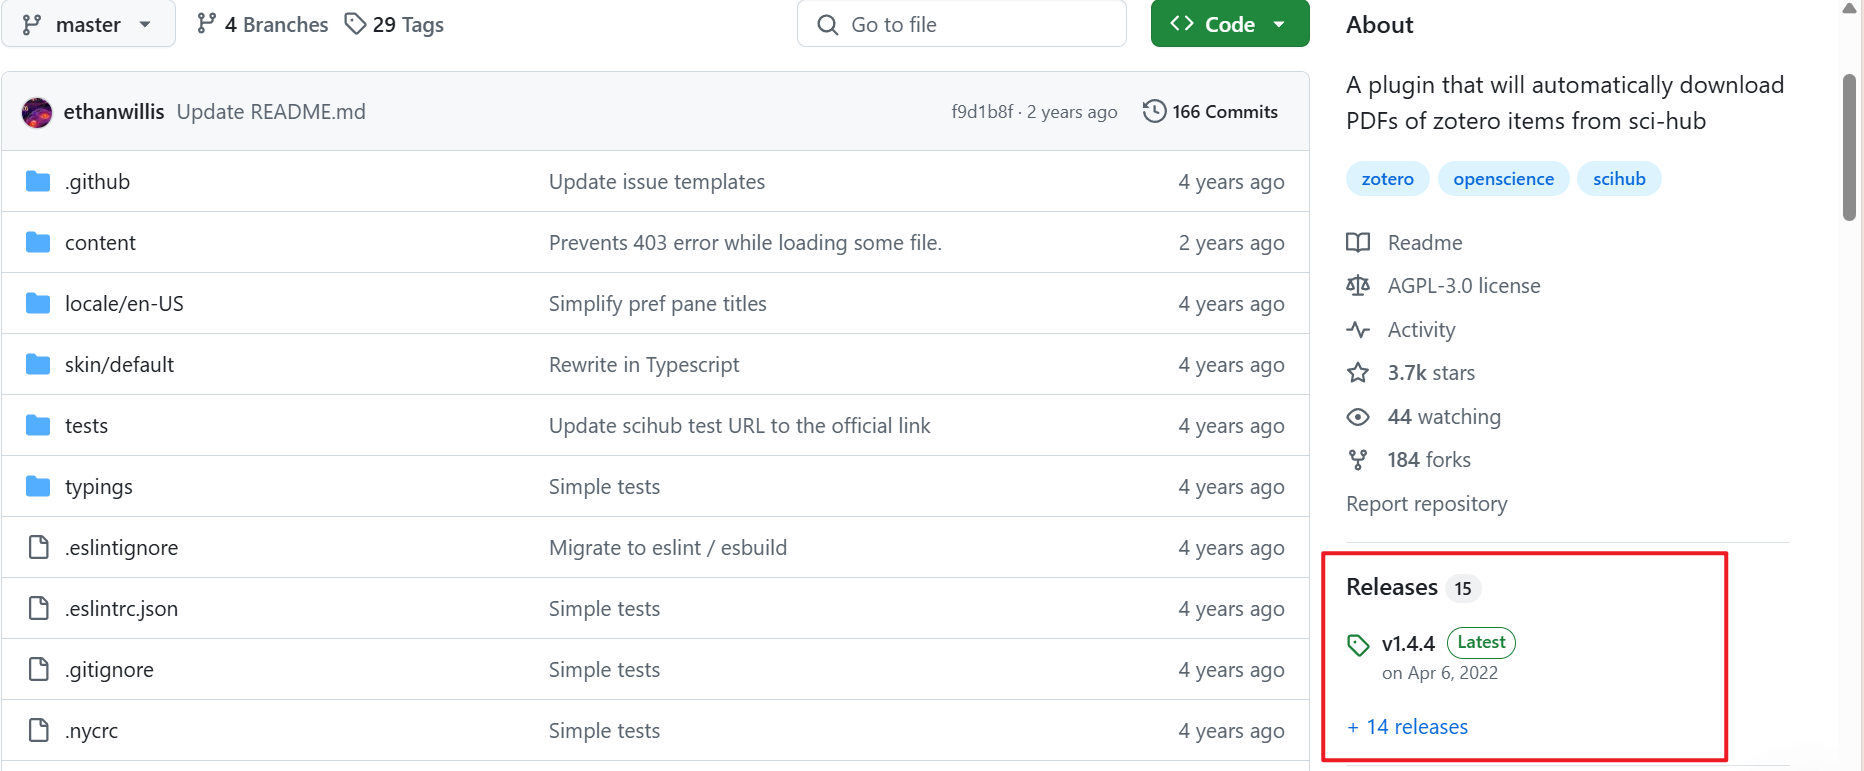 master
4 Branches
29 Tags
Go to file
Code
ethanwillis Update README.md
f9d1b8f · 2 years ago
166 Commits
.github Update issue templates 4 years ago
content Prevents 403 error while loading some file. 2 years ago
locale/en-US Simplify pref pane titles 4 years ago
skin/default Rewrite in Typescript 4 years ago
tests Update scihub test URL to the official link 4 years ago
typings Simple tests 4 years ago
.eslintignore Migrate to eslint / esbuild 4 years ago
.eslintrc.json Simple tests 4 years ago
.gitignore Simple tests 4 years ago
.nycrc Simple tests 4 years ago
About
A plugin that will automatically download
PDFs of zotero items from sci-hub
zotero openscience scihub
Readme
AGPL-3.0 license
Activity
3.7k stars
44 watching
184 forks
Report repository
Releases 15
v1.4.4 Latest
on Apr 6, 2022
+ 14 releases